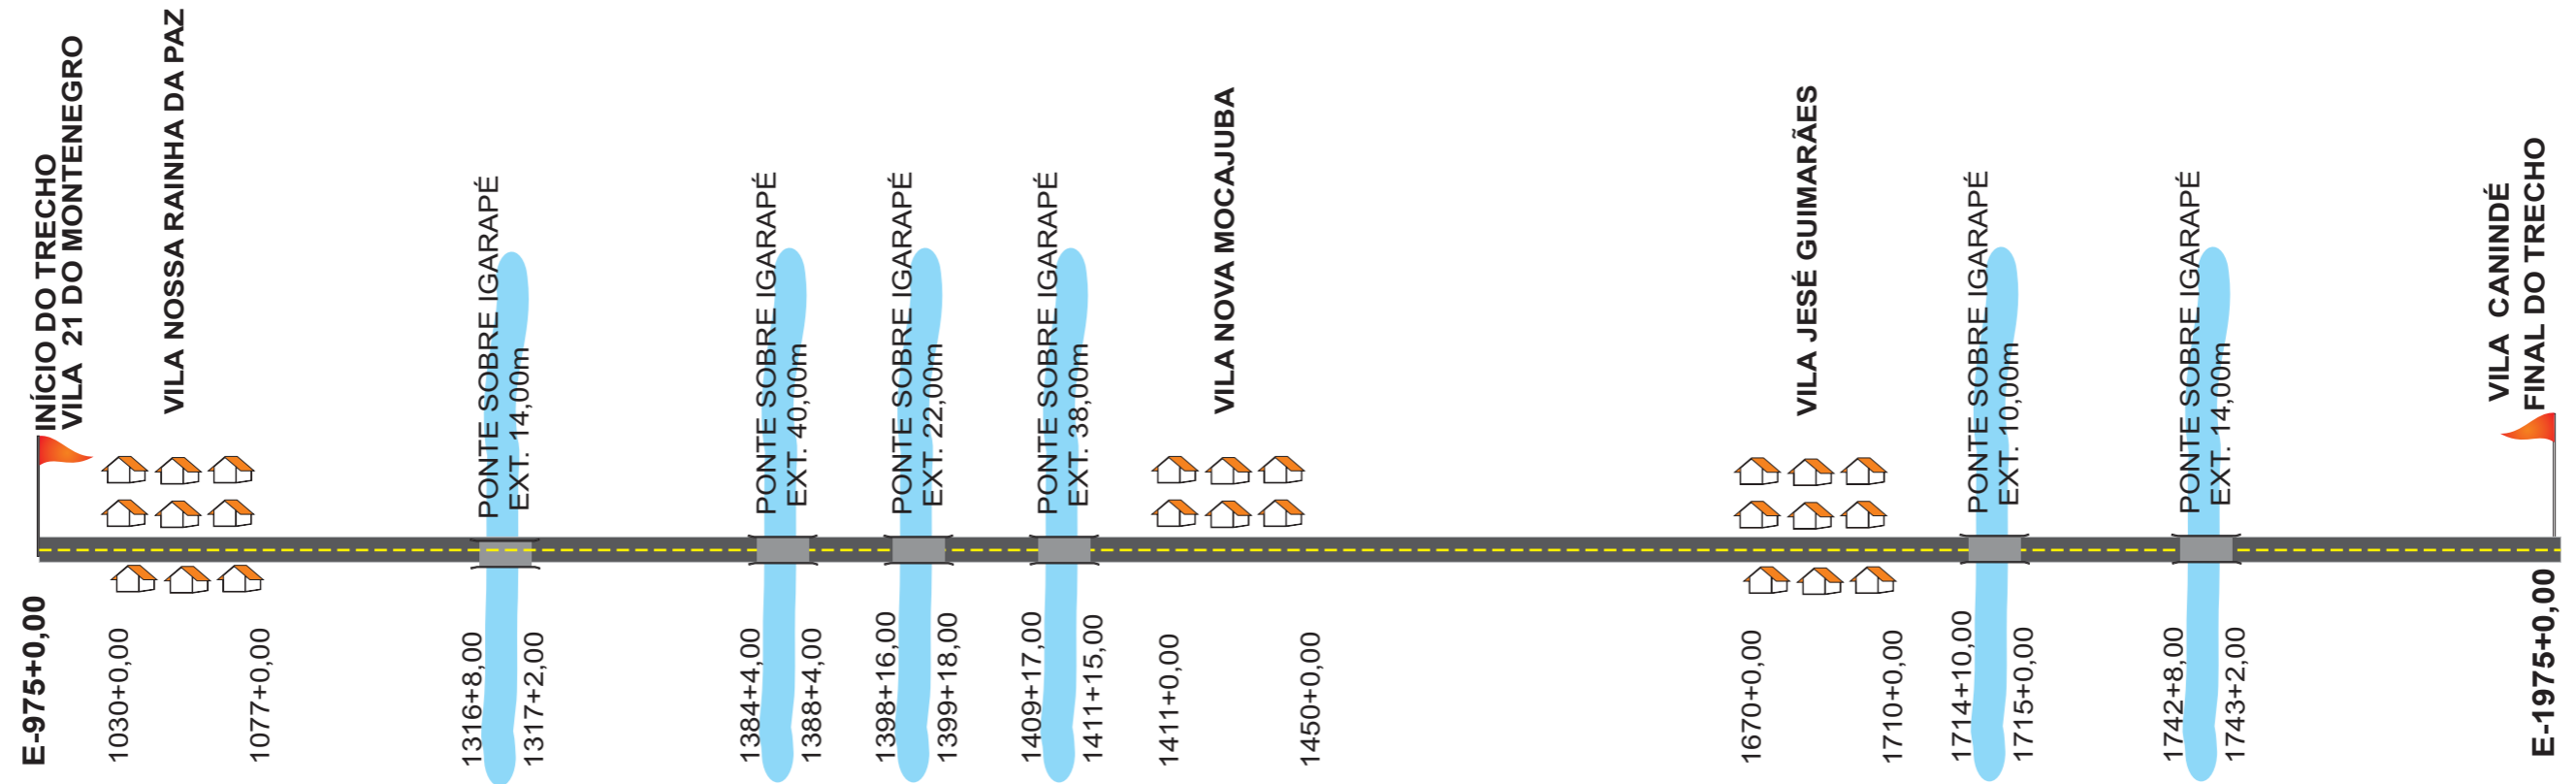 INÍCIO DO TRECHO
VILA 21 DO MONTENEGRO
VILA NOSSA RAINHA DA PAZ
PONTE SOBRE IGARAPÉ
EXT. 14,00m
PONTE SOBRE IGARAPÉ
EXT. 40,00m
PONTE SOBRE IGARAPÉ
EXT. 22,00m
PONTE SOBRE IGARAPÉ
EXT. 38,00m
VILA NOVA MOCAJUBA
VILA JESÉ GUIMARÃES
PONTE SOBRE IGARAPÉ
EXT. 10,00m
PONTE SOBRE IGARAPÉ
EXT. 14,00m
VILA CANINDÉ
FINAL DO TRECHO
E-975+0,00
1030+0,00
1077+0,00
1316+8,00
1317+2,00
1384+4,00
1388+4,00
1398+16,00
1399+18,00
1409+17,00
1411+15,00
1411+0,00
1450+0,00
1670+0,00
1710+0,00
1714+10,00
1715+0,00
1742+8,00
1743+2,00
E-1975+0,00